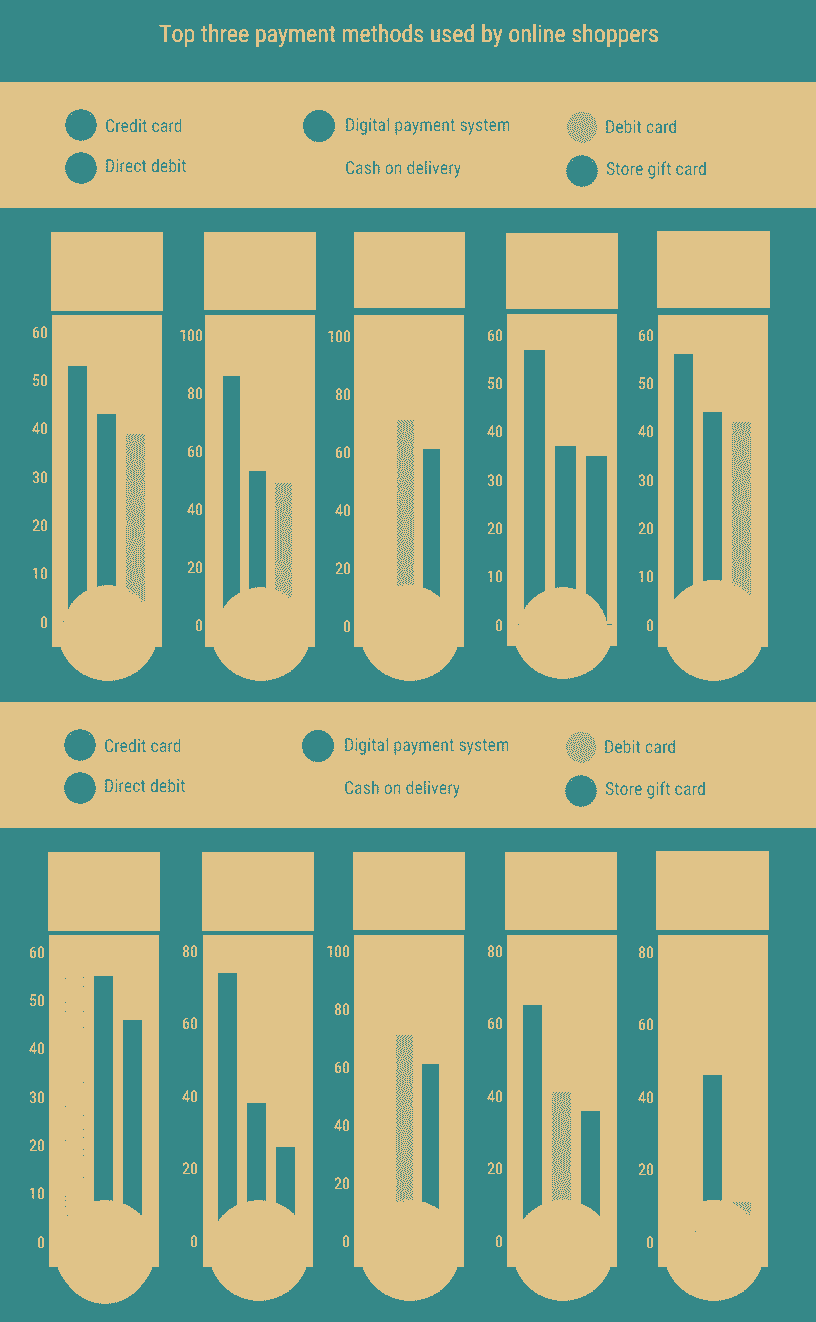 Top three payment methods used by online shoppers
Credit card Digital payment system Debit card
Direct debit Cash on delivery Store gift card
60 100 100 60 60
50 80 80 50 50
40 60 60 40 40
30 40 40 30 30
20 20 20 20 20
10 10 10
0 0 0 0 0
Credit card Digital payment system Debit card
Direct debit Cash on delivery Store gift card
60 80 100 80 80
50 60 80 60 60
40 40 60 40 40
30 20 40 20 20
20 0 20 0 0
10 0
0